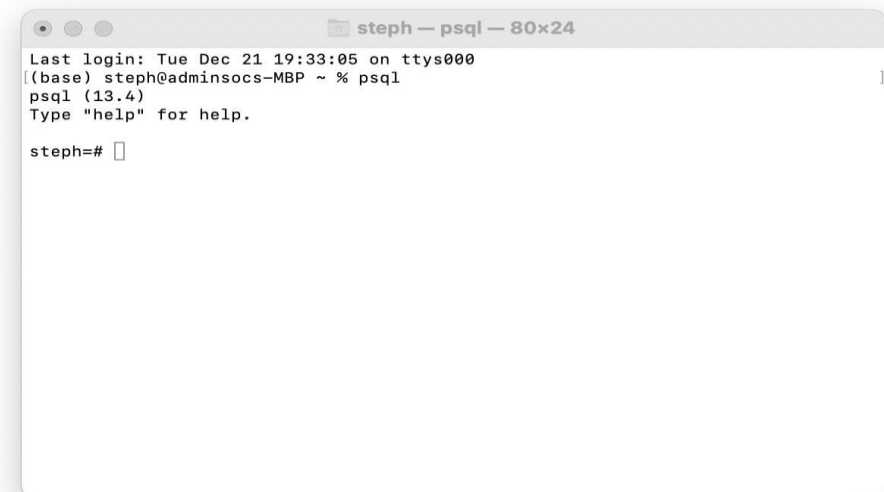 steph — psql — 80×24
Last login: Tue Dec 21 19:33:05 on ttys000
[(base) steph@adminsocs-MBP ~ % psql ]
psql (13.4)
Type "help" for help.
steph=#